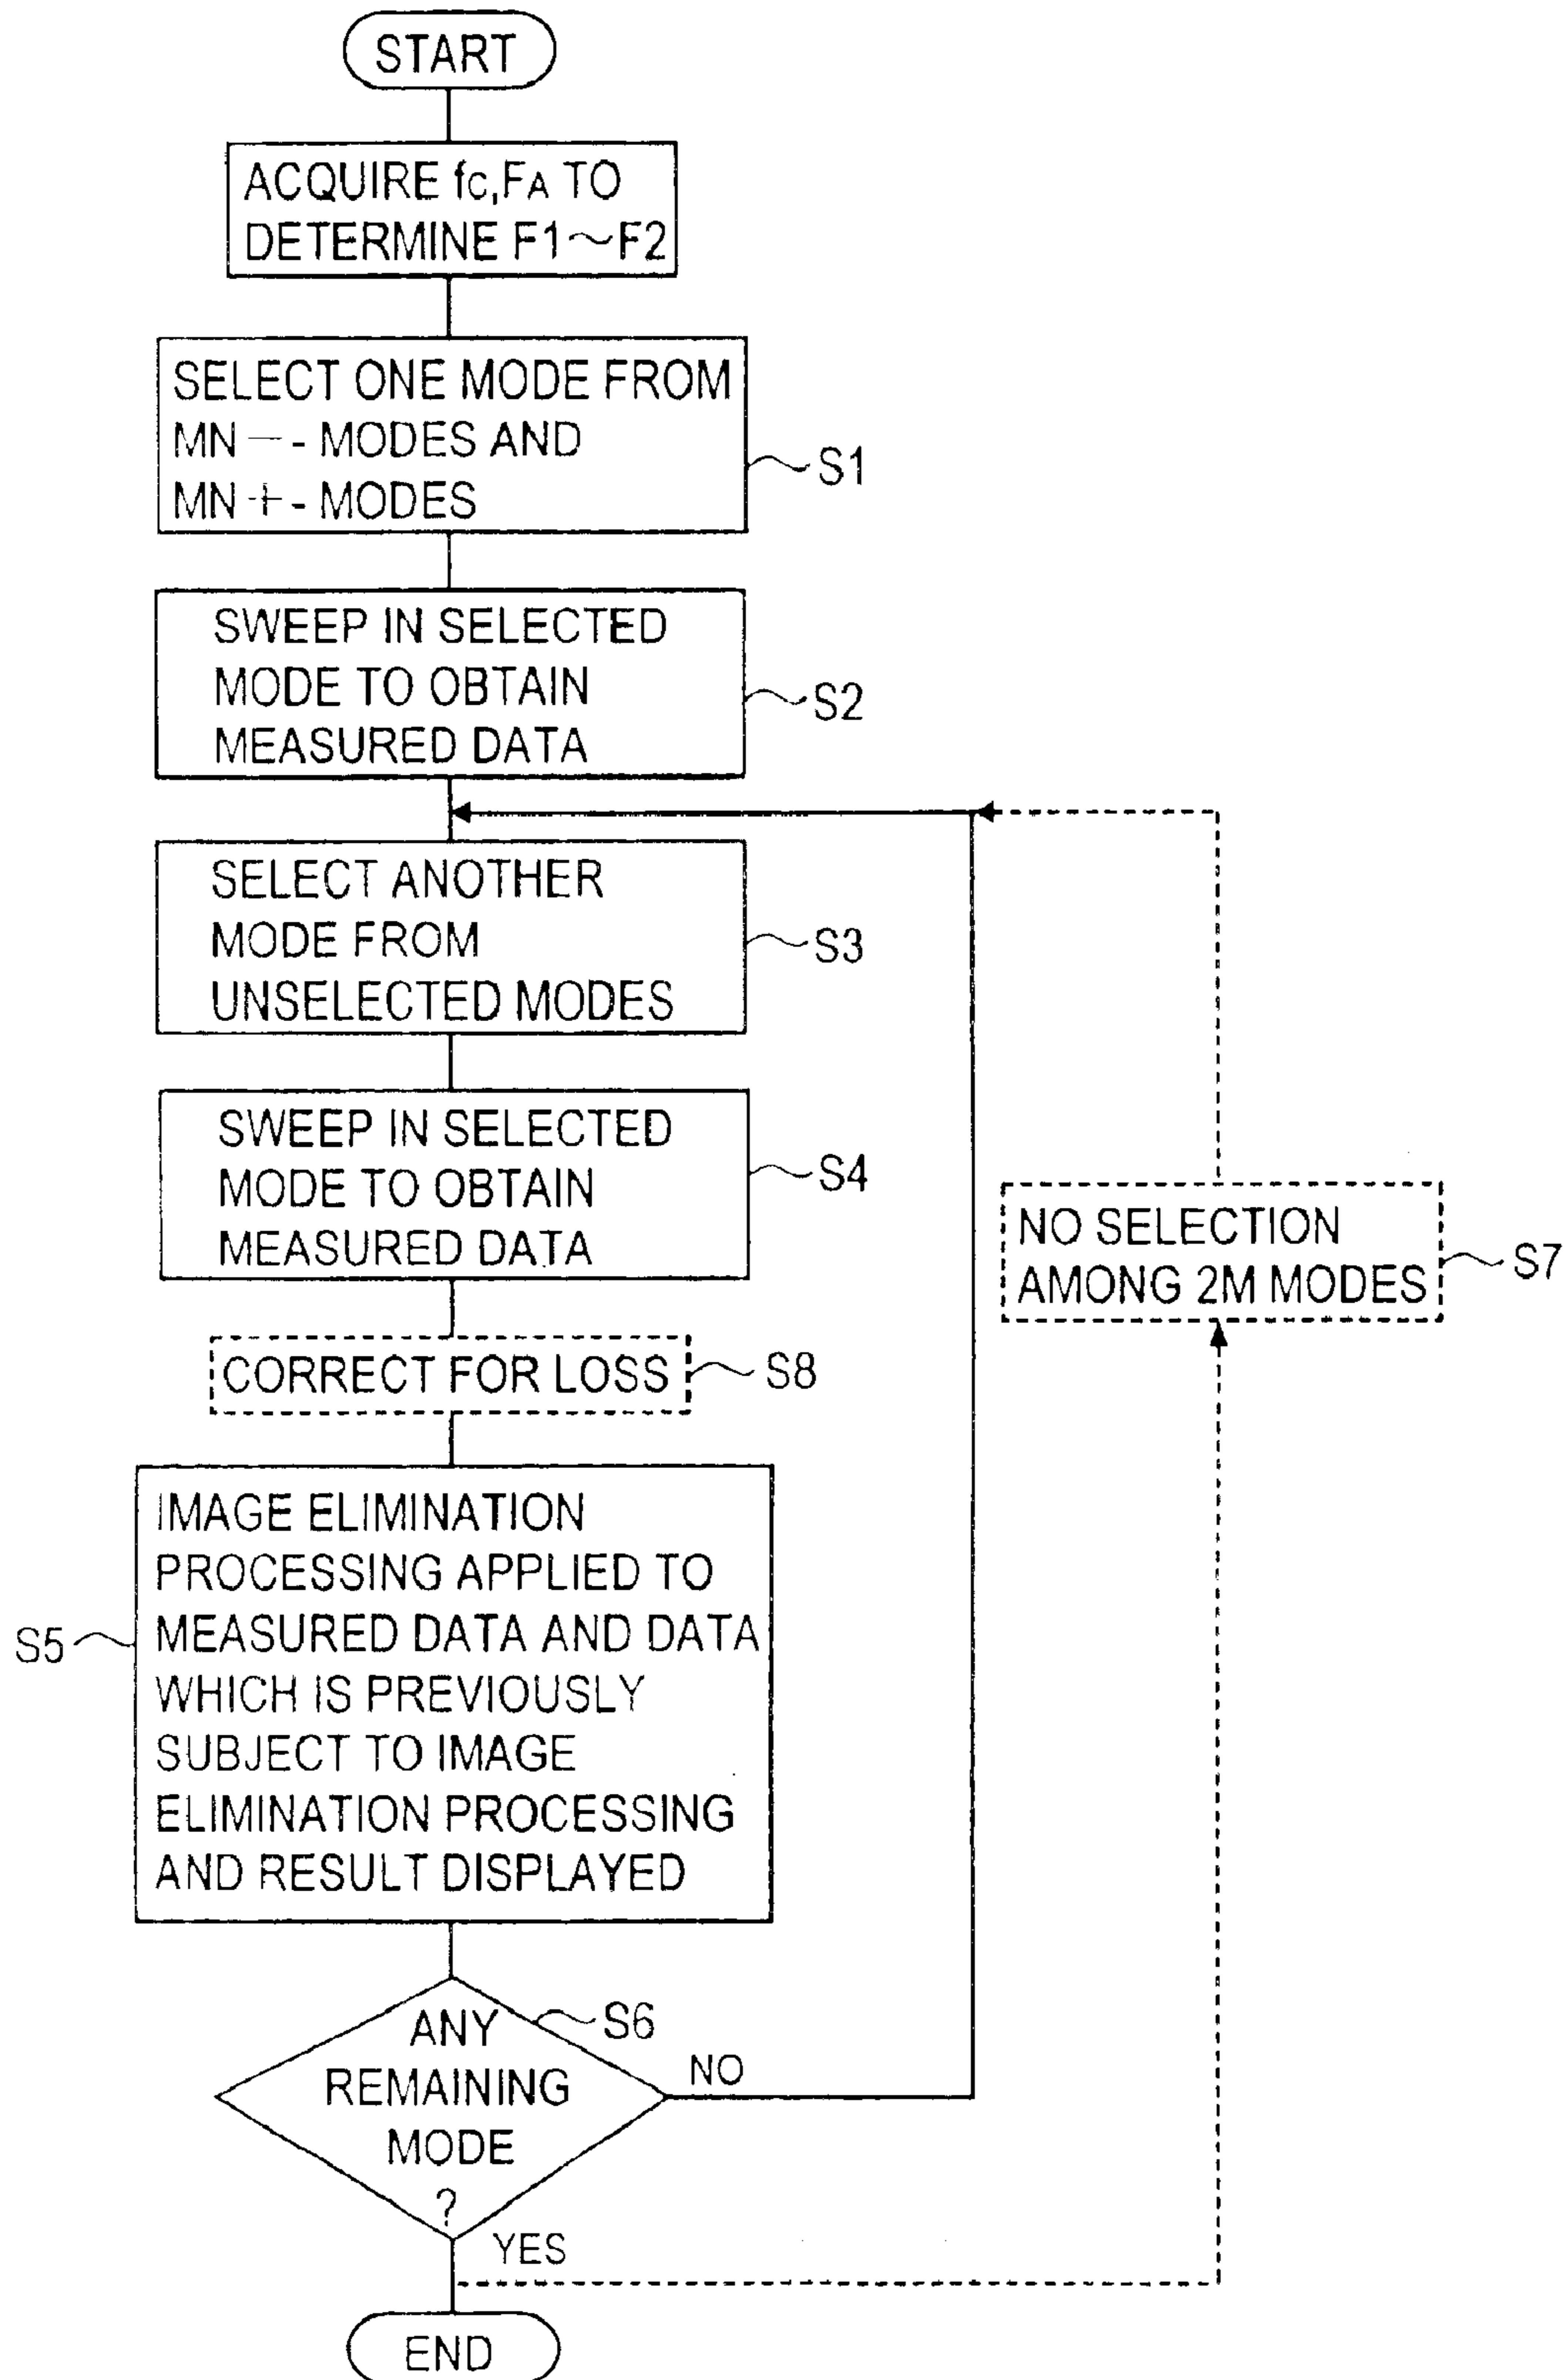 START
ACQUIRE fC,FA TO
DETERMINE F1～F2
SELECT ONE MODE FROM
MN − - MODES AND
MN + - MODES
S1
SWEEP IN SELECTED
MODE TO OBTAIN
MEASURED DATA
S2
SELECT ANOTHER
MODE FROM
UNSELECTED MODES
S3
SWEEP IN SELECTED
MODE TO OBTAIN
MEASURED DATA
S4
NO SELECTION
AMONG 2M MODES
S7
CORRECT FOR LOSS
S8
IMAGE ELIMINATION
PROCESSING APPLIED TO
MEASURED DATA AND DATA
WHICH IS PREVIOUSLY
SUBJECT TO IMAGE
ELIMINATION PROCESSING
AND RESULT DISPLAYED
S5
ANY
REMAINING
MODE
?
S6
NO
YES
END